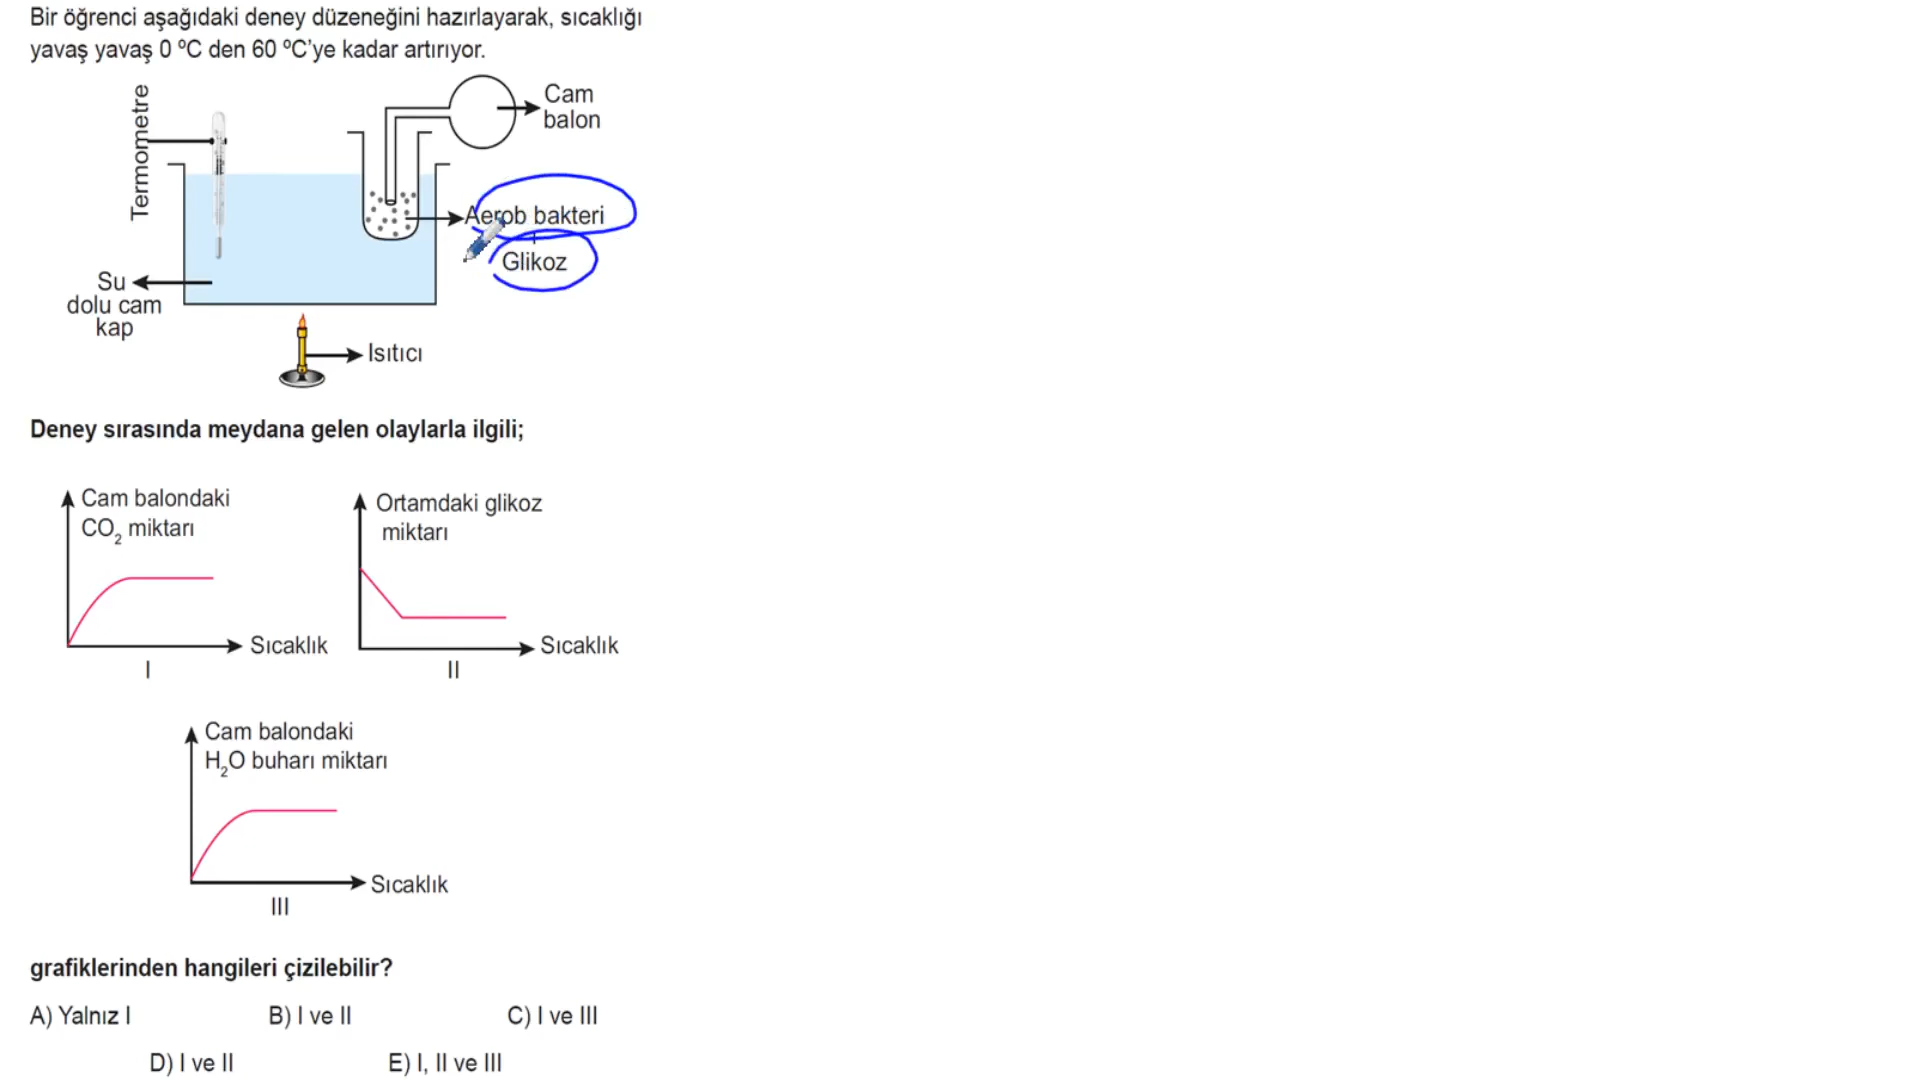 Bir öğrenci aşağıdaki deney düzeneğini hazırlayarak, sıcaklığı
yavaş yavaş 0 ºC den 60 ºC'ye kadar artırıyor.
Termometre
Cam
balon
Aerob bakteri
+
Glikoz
Su
dolu cam
kap
Isıtıcı
Deney sırasında meydana gelen olaylarla ilgili;
Cam balondaki
CO₂ miktarı
Sıcaklık
I
Ortamdaki glikoz
miktarı
Sıcaklık
II
Cam balondaki
H₂O buharı miktarı
Sıcaklık
III
grafiklerinden hangileri çizilebilir?
A) Yalnız I B) I ve II C) I ve III
D) I ve II E) I, II ve III